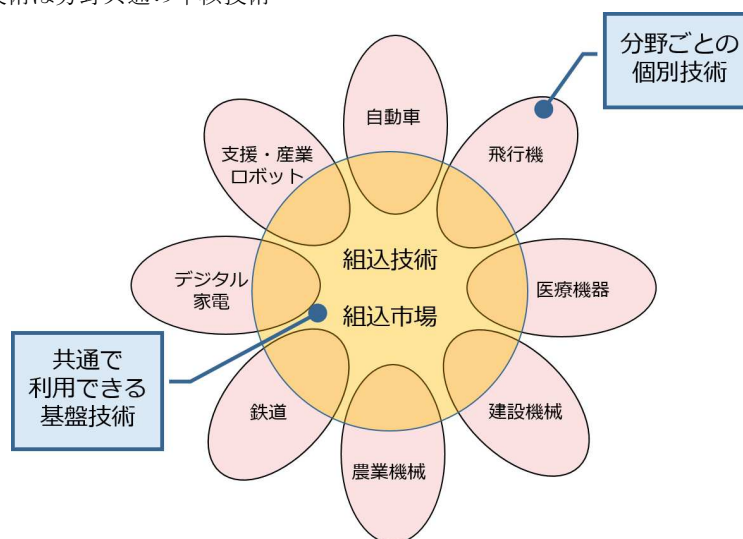 分野ごとの
個別技術
自動車
飛行機
支援・産業
ロボット
組込技術
デジタル
家電
医療機器
組込市場
共通で
利用できる
基盤技術
鉄道
建設機械
農業機械